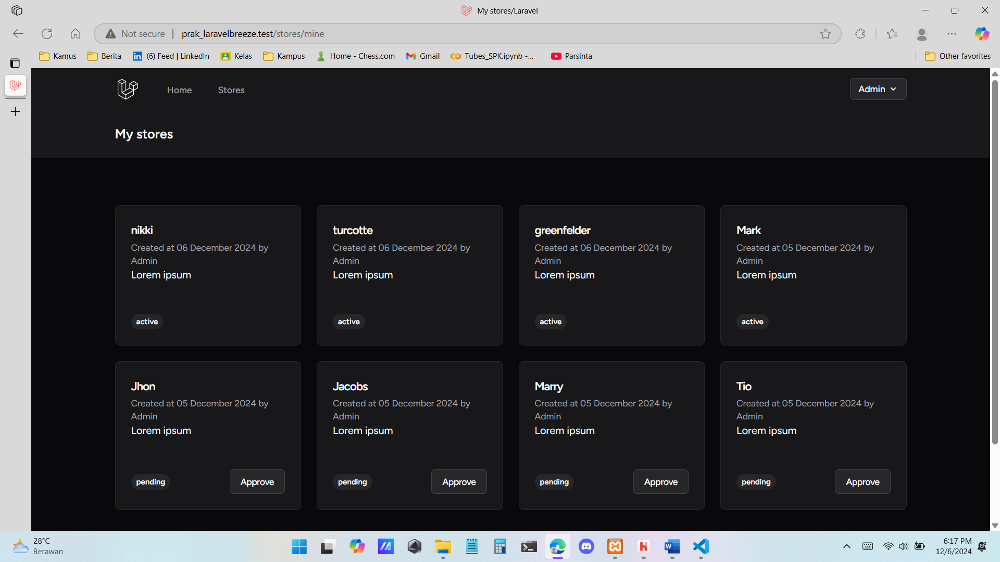 My stores/Laravel
Not secure
prak_laravelbreeze.test/stores/mine
Kamus
Berita
(6) Feed | LinkedIn
Kelas
Kampus
Home - Chess.com
Gmail
Tubes_SPK.ipynb -...
Parsinta
Other favorites
Home
Stores
Admin
My stores
nikki
Created at 06 December 2024 by
Admin
Lorem ipsum
active
turcotte
Created at 06 December 2024 by
Admin
Lorem ipsum
active
greenfelder
Created at 06 December 2024 by
Admin
Lorem ipsum
active
Mark
Created at 05 December 2024 by
Admin
Lorem ipsum
active
Jhon
Created at 05 December 2024 by
Admin
Lorem ipsum
pending
Approve
Jacobs
Created at 05 December 2024 by
Admin
Lorem ipsum
pending
Approve
Marry
Created at 05 December 2024 by
Admin
Lorem ipsum
pending
Approve
Tio
Created at 05 December 2024 by
Admin
Lorem ipsum
pending
Approve
28°C
Berawan
6:17 PM
12/6/2024